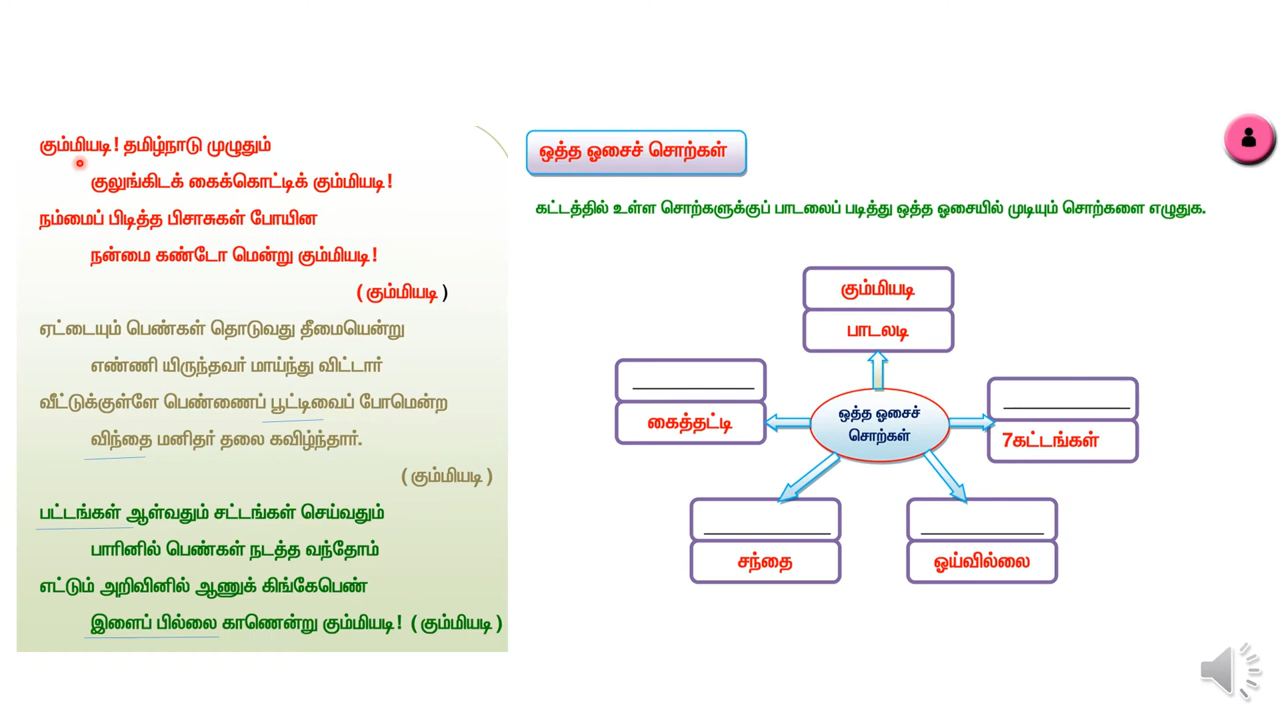 கும்மியடி! தமிழ்நாடு முழுதும்
குலுங்கிடக் கைக்கொட்டிக் கும்மியடி!
நம்மைப் பிடித்த பிசாசுகள் போயின
நன்மை கண்டோ மென்று கும்மியடி!
(கும்மியடி)
ஏட்டையும் பெண்கள் தொடுவது தீமையென்று
எண்ணி யிருந்தவர் மாய்ந்து விட்டார்
வீட்டுக்குள்ளே பெண்ணைப் பூட்டிவைப் போமென்ற
விந்தை மனிதர் தலை கவிழ்ந்தார்.
(கும்மியடி)
பட்டங்கள் ஆள்வதும் சட்டங்கள் செய்வதும்
பாரினில் பெண்கள் நடத்த வந்தோம்
எட்டும் அறிவினில் ஆணுக் கிங்கேபெண்
இளைப் பில்லை காணென்று கும்மியடி! (கும்மியடி)
ஒத்த ஓசைச் சொற்கள்
கட்டத்தில் உள்ள சொற்களுக்குப் பாடலைப் படித்து ஒத்த ஓசையில் முடியும் சொற்களை எழுதுக.
கும்மியடி
பாடலடி
கைத்தட்டி
ஒத்த ஓசைச்
சொற்கள்
7கட்டங்கள்
சந்தை
ஓய்வில்லை